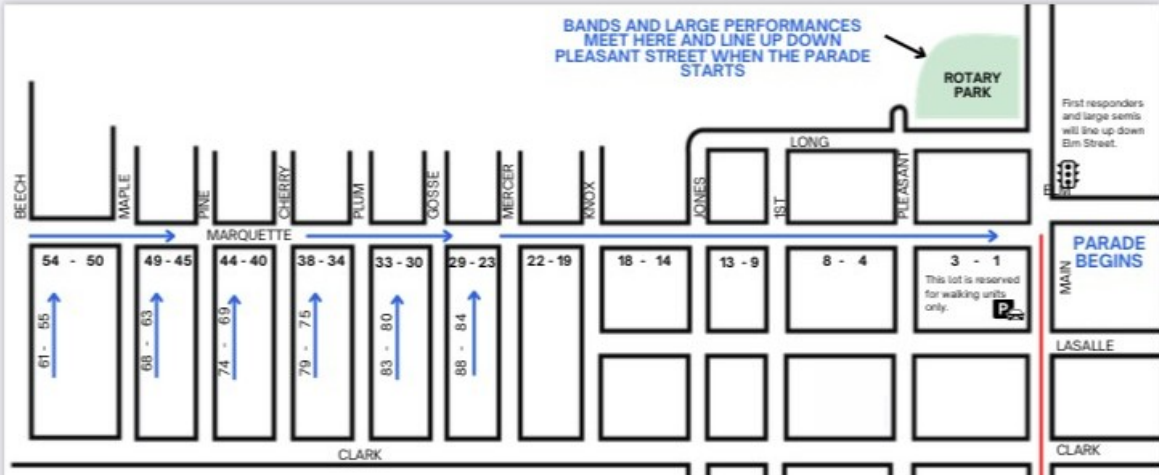 BANDS AND LARGE PERFORMANCES
MEET HERE AND LINE UP DOWN
PLEASANT STREET WHEN THE PARADE
STARTS
ROTARY
PARK
First responders
and large semis
will line up down
Elm Street.
LONG
BEECH
MAPLE
PINE
CHERRY
PLUM
GOSSE
MERCER
KNOX
JONES
1ST
PLEASANT
MARQUETTE
PARADE
BEGINS
MAIN
54 - 50
49-45
44-40
38-34
33-30
29-23
22-19
18 - 14
13 - 9
8 - 4
3 - 1
This lot is reserved
for walking units
only.
P
61 - 55
68 - 63
74 - 69
79 - 75
83 - 80
88 - 84
LASALLE
CLARK
CLARK